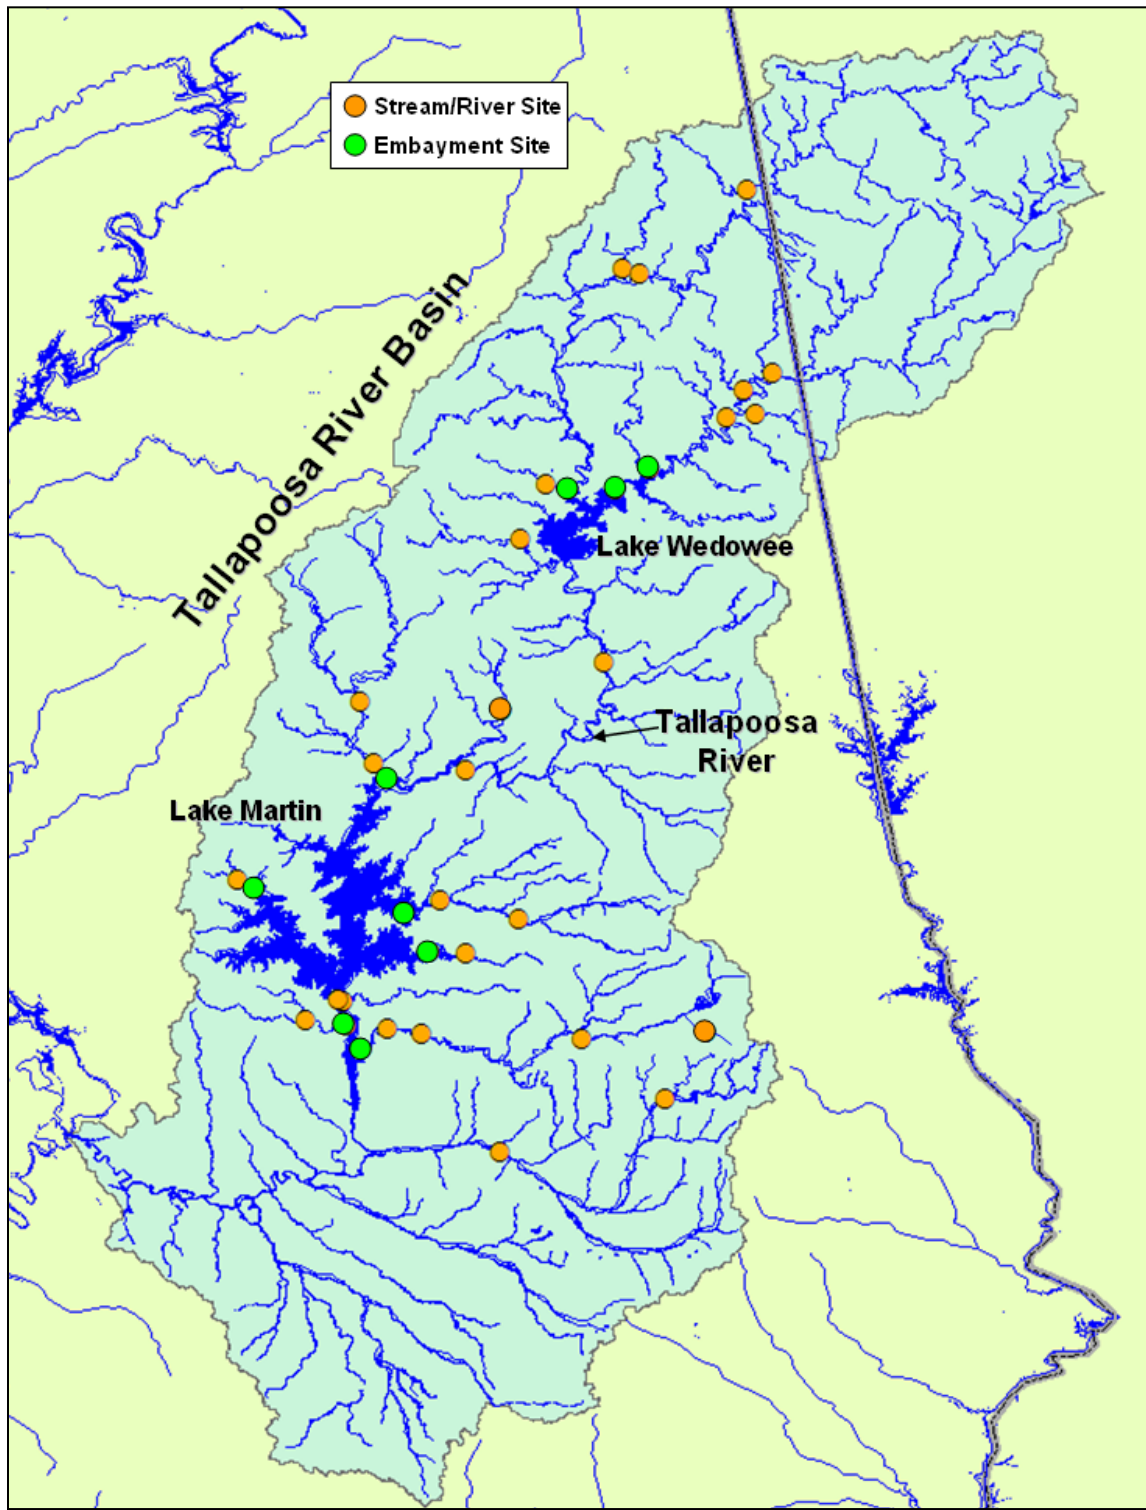 Stream/River Site
Embayment Site
Tallapoosa River Basin
Lake Wedowee
Tallapoosa
River
Lake Martin